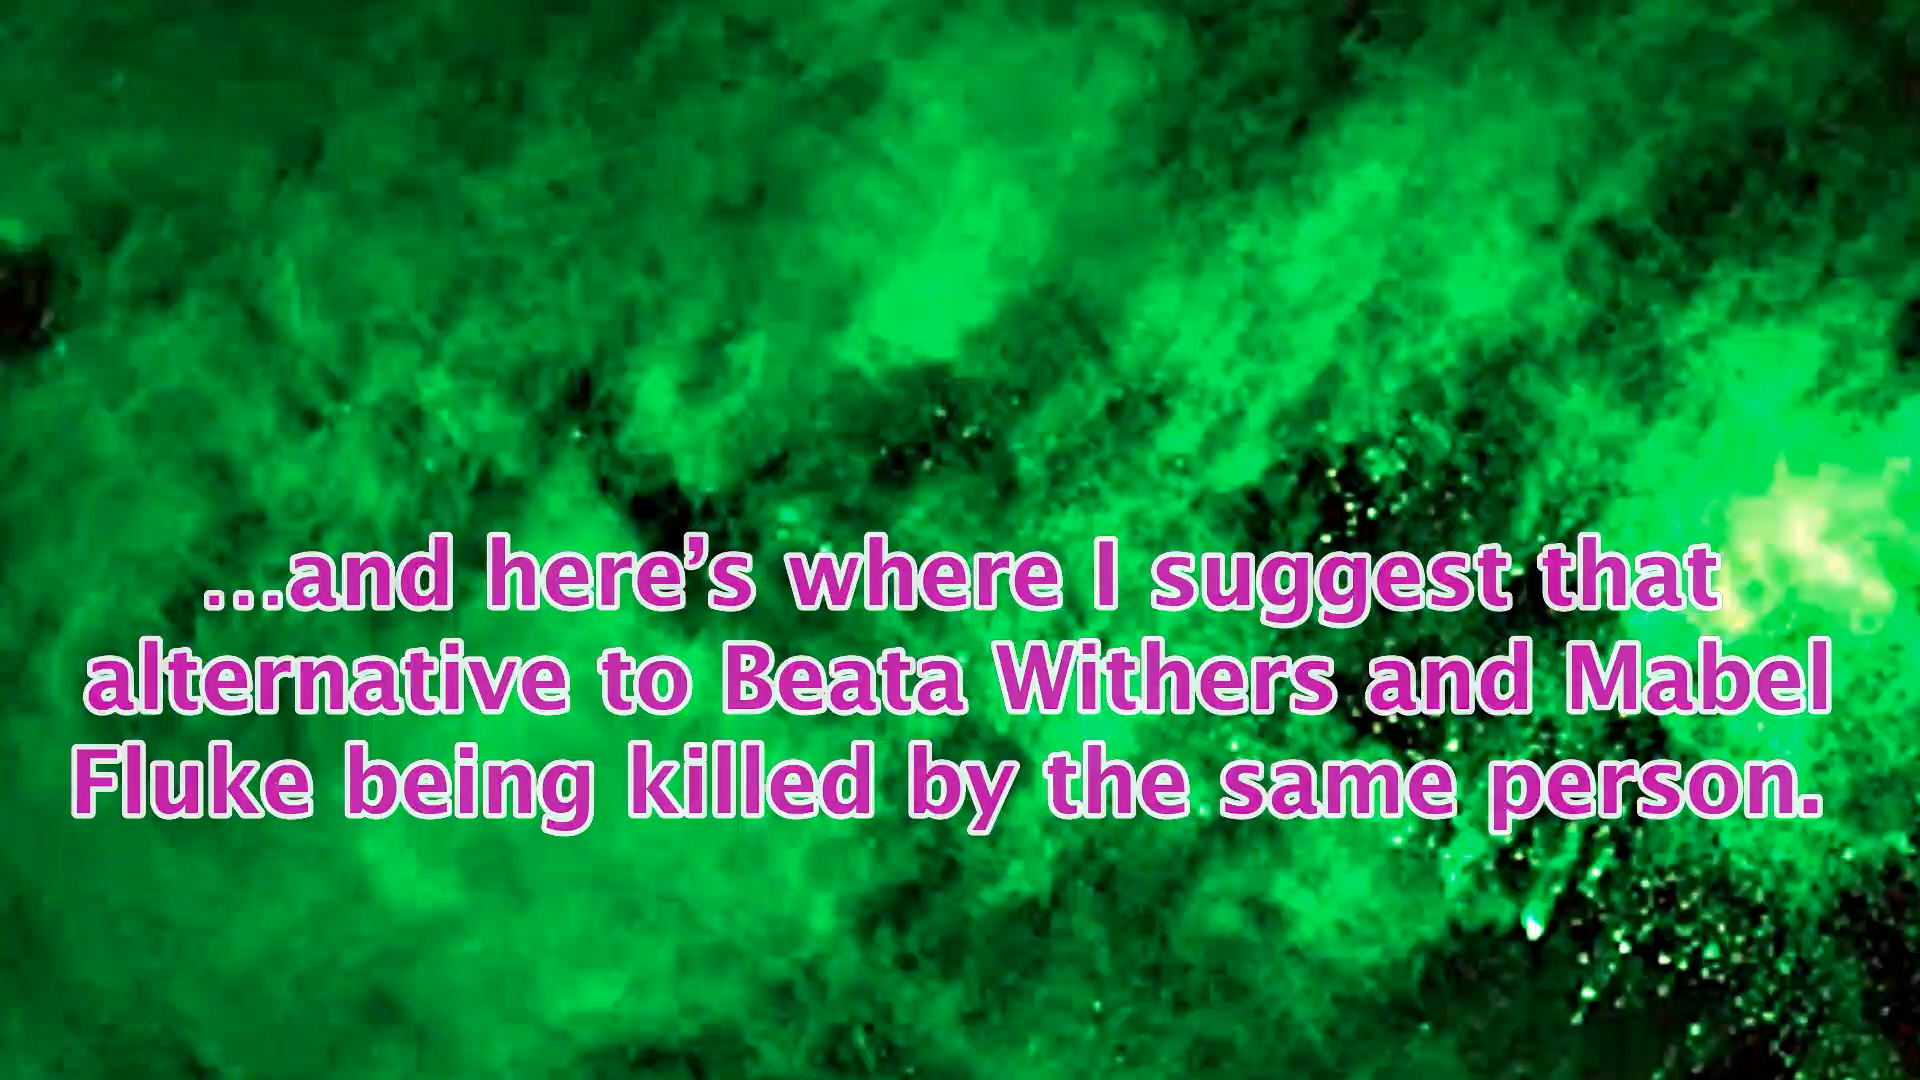 …and here’s where I suggest that
alternative to Beata Withers and Mabel
Fluke being killed by the same person.